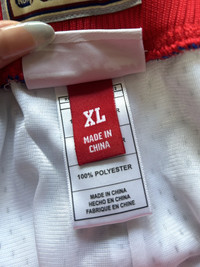 XL
MADE IN
CHINA
100% POLYESTER
MADE IN CHINA
HECHO EN CHINA
FABRIQUE EN CHINE